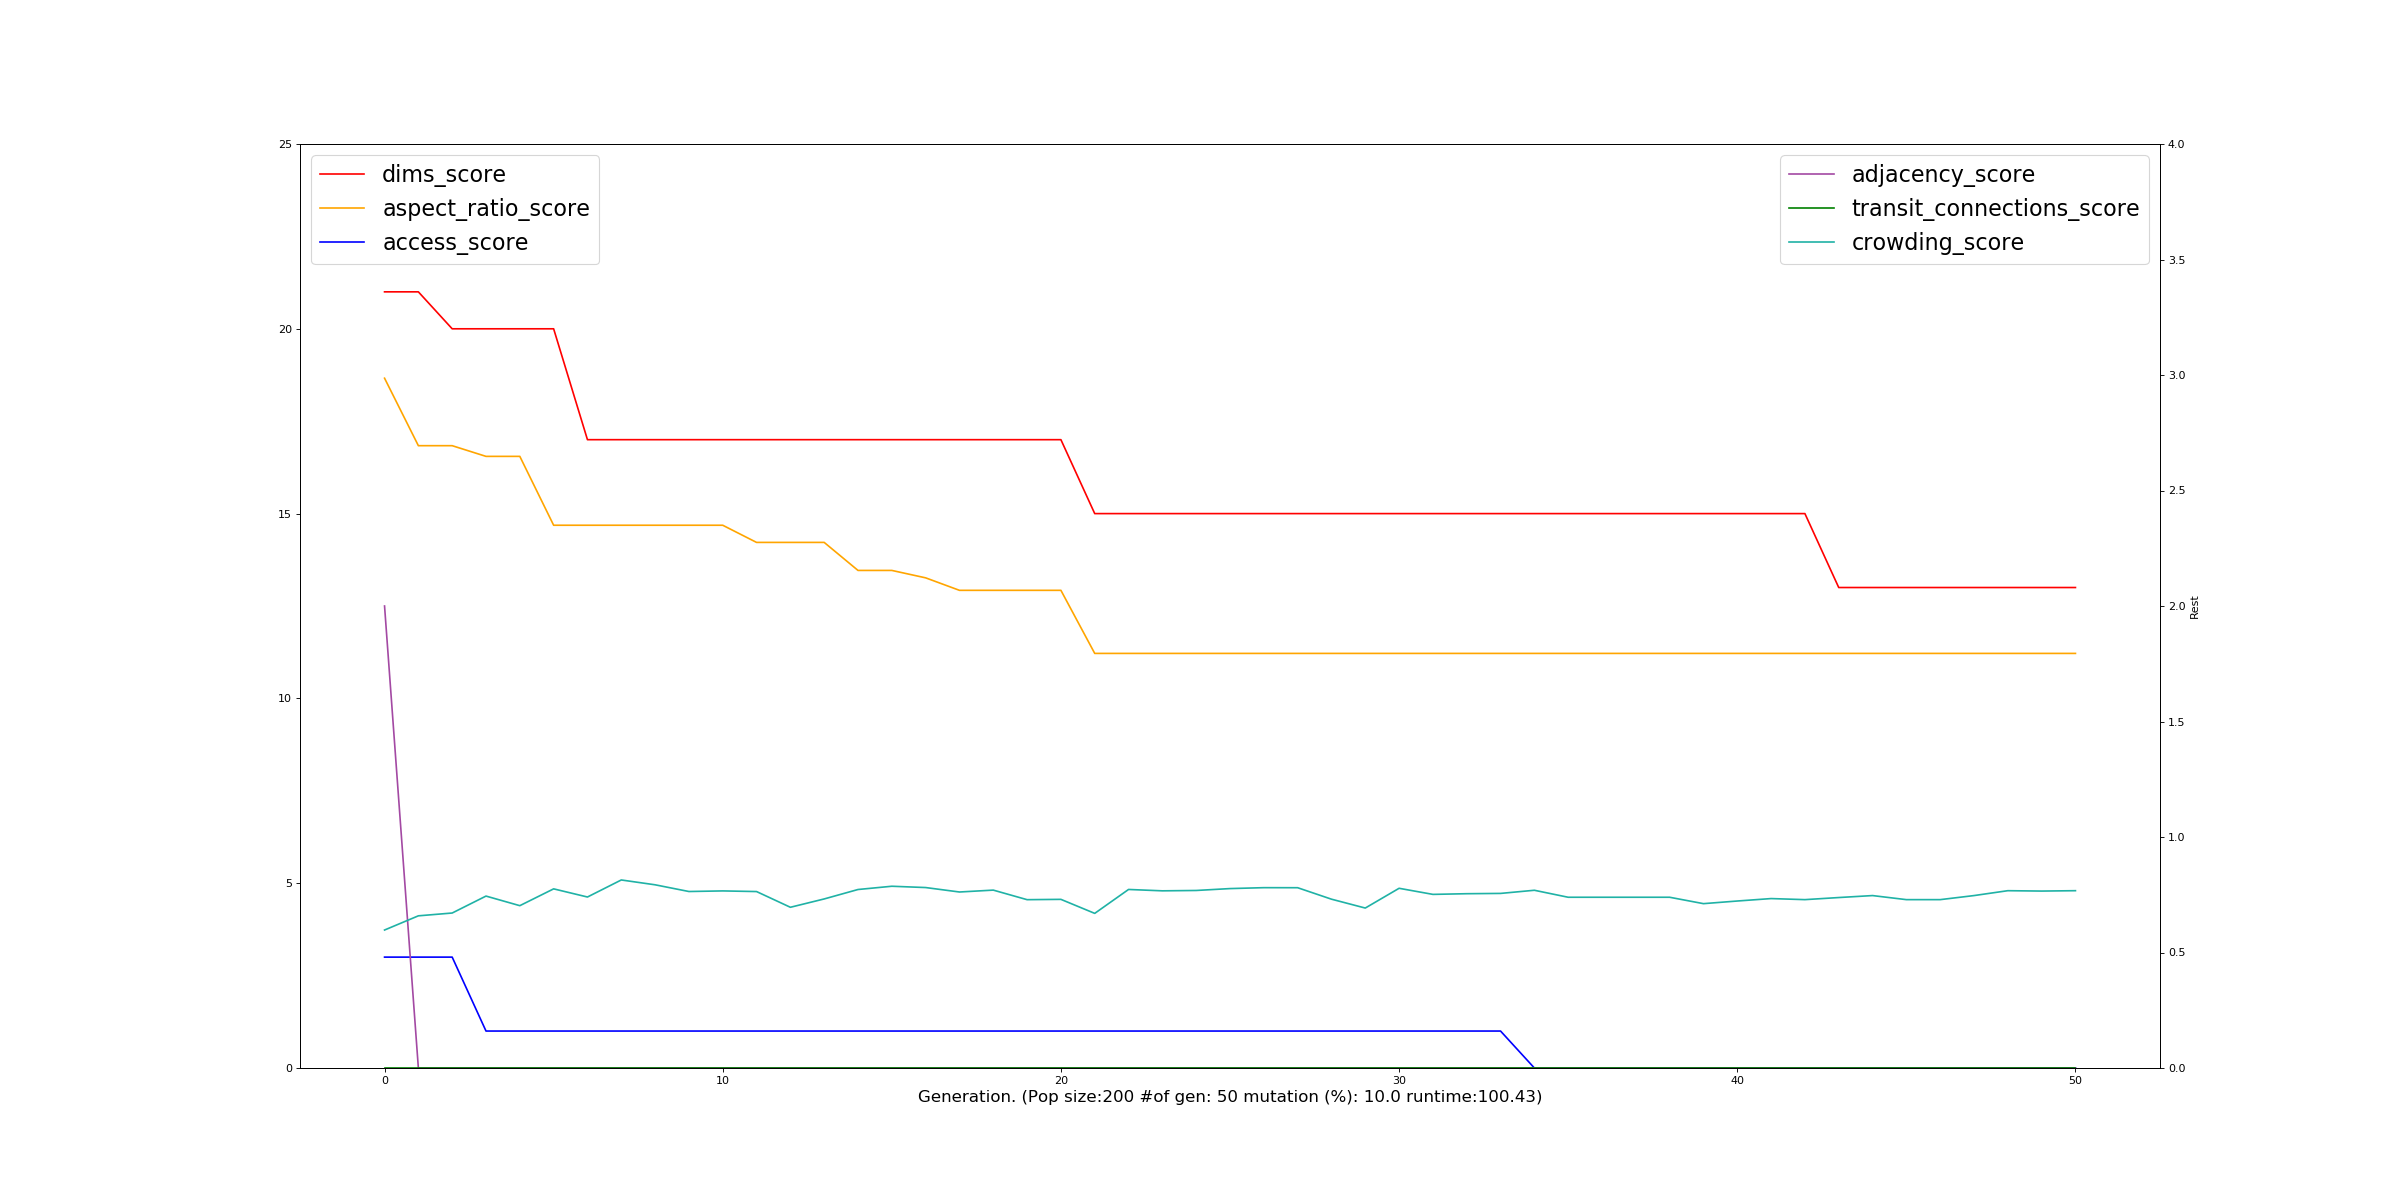 dims_score
aspect_ratio_score
access_score
adjacency_score
transit_connections_score
crowding_score
25
20
15
10
5
0
4.0
3.5
3.0
2.5
2.0
1.5
1.0
0.5
0.0
Rest
0 10 20 30 40 50
Generation. (Pop size:200 #of gen: 50 mutation (%): 10.0 runtime:100.43)